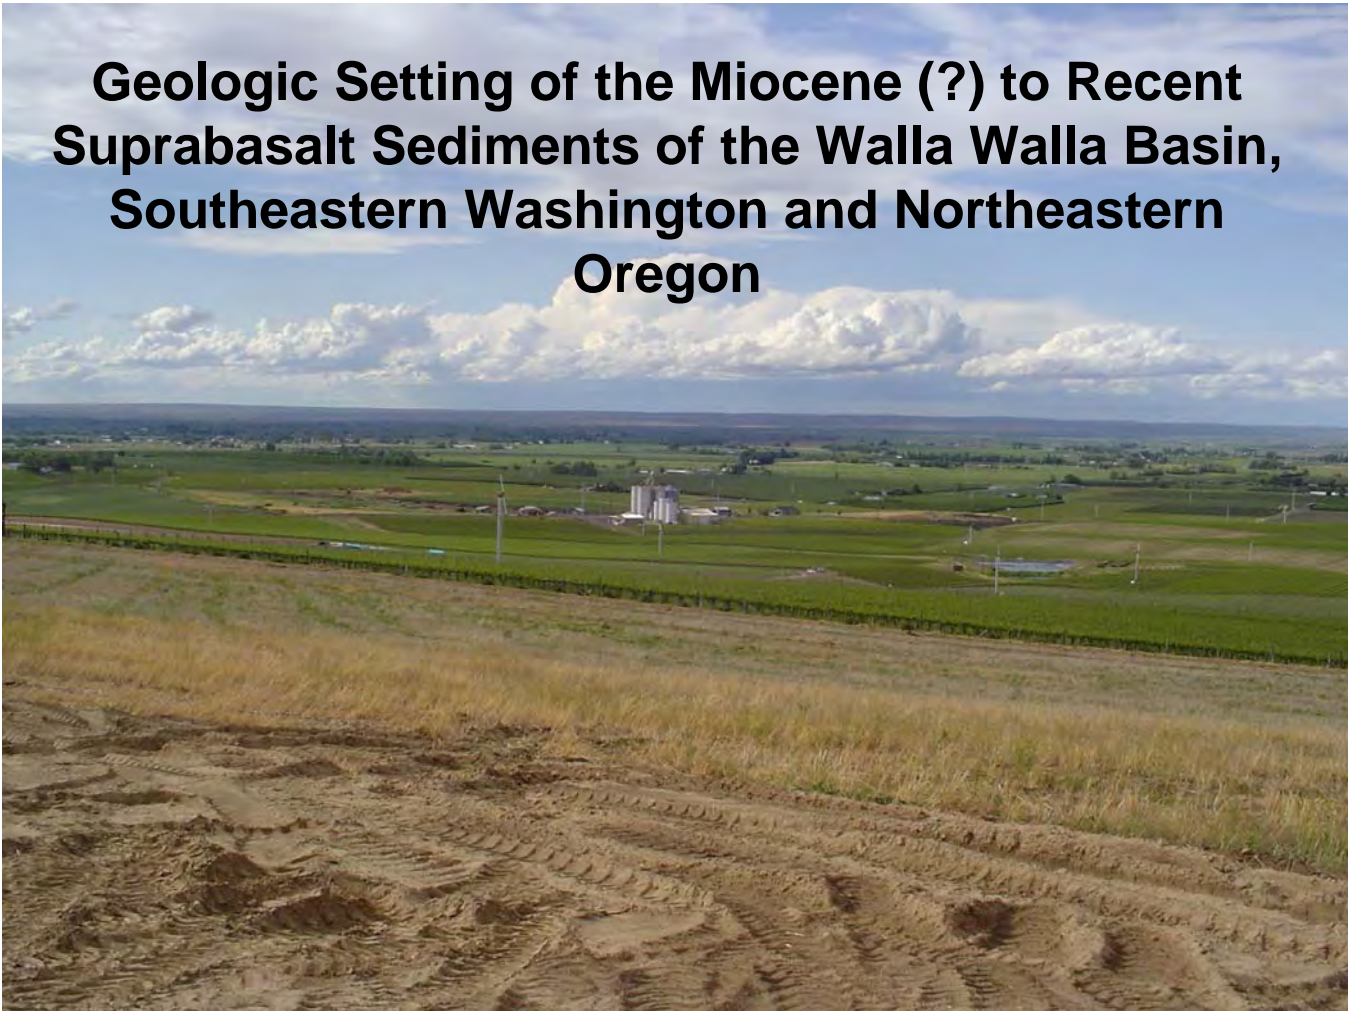 Geologic Setting of the Miocene (?) to Recent
Suprabasalt Sediments of the Walla Walla Basin,
Southeastern Washington and Northeastern
Oregon